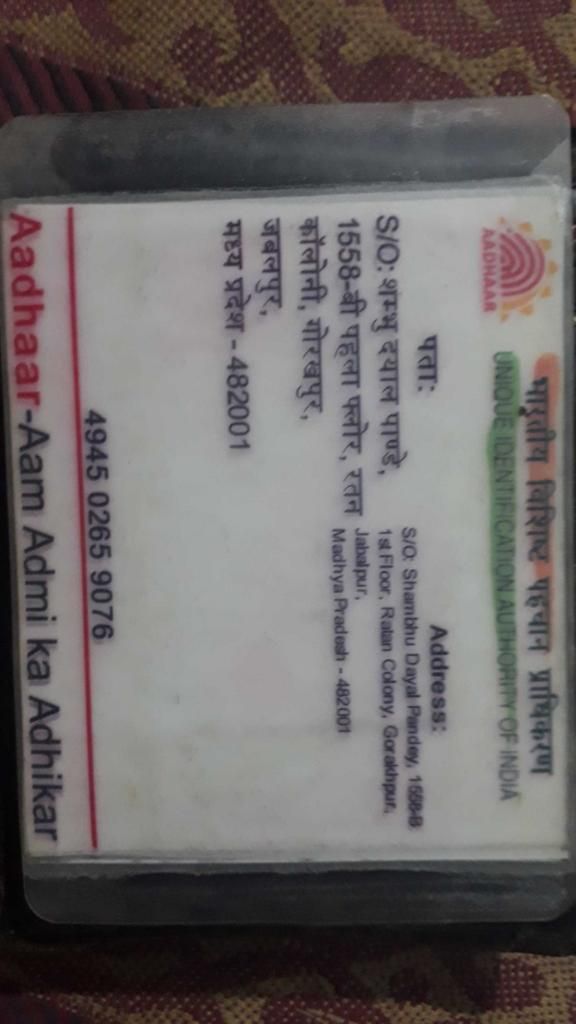 भारतीय विशिष्ट पहचान प्राधिकरण
UNIQUE IDENTIFICATION AUTHORITY OF INDIA
AADHAAR
पता:
S/O: शम्भु दयाल पाण्डे,
1558-बी पहला फ्लोर, रतन
कॉलोनी, गोरखपुर,
जबलपुर,
मध्य प्रदेश - 482001
Address:
S/O: Shambhu Dayal Pandey, 1558-B
1st Floor, Ratan Colony, Gorakhpur,
Jabalpur,
Madhya Pradesh - 482001
4945 0265 9076
Aadhaar-Aam Admi ka Adhikar